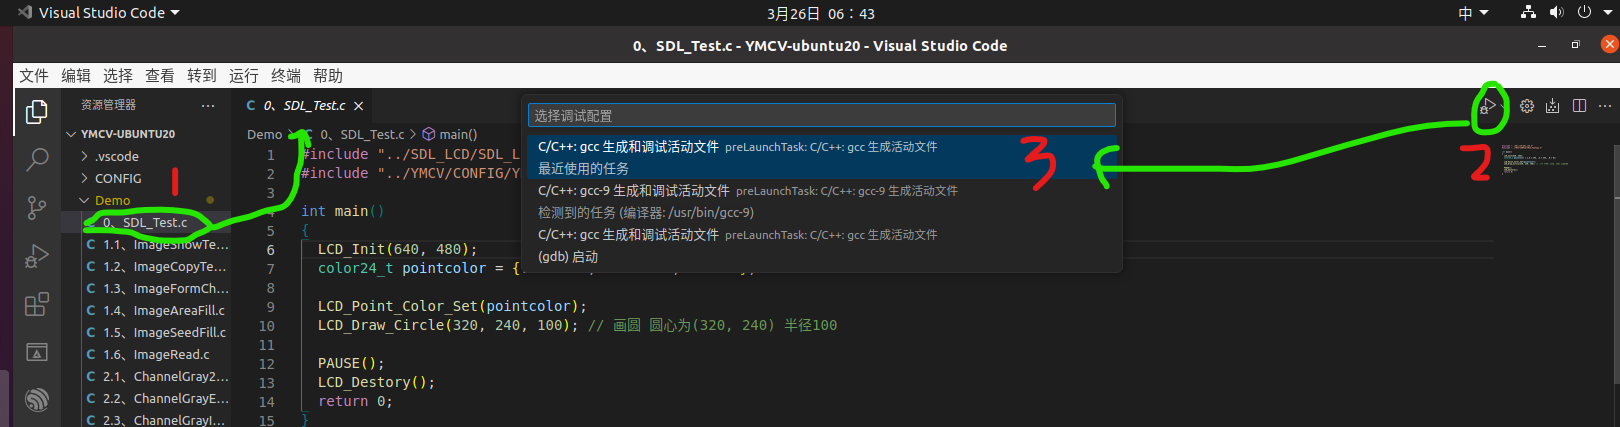 Visual Studio Code
3月26日 06：43
中
0、SDL_Test.c - YMCV-ubuntu20 - Visual Studio Code
文件 编辑 选择 查看 转到 运行 终端 帮助
资源管理器
YMCV-UBUNTU20
.vscode
CONFIG
Demo
0、SDL_Test.c
C 1.1、ImageShowTe...
C 1.2、ImageCopyTe...
C 1.3、ImageFormCh...
C 1.4、ImageAreaFill.c
C 1.5、ImageSeedFill.c
C 1.6、ImageRead.c
C 2.1、ChannelGray2...
C 2.2、ChannelGrayE...
C 2.3、ChannelGrayI...
1
C 0、SDL_Test.c
Demo > C 0、SDL_Test.c > main()
1 #include "../SDL_LCD/SDL_L
2 #include "../YMCV/CONFIG/Y
3
4 int main()
5 {
6 LCD_Init(640, 480);
7 color24_t pointcolor = {
8
9 LCD_Point_Color_Set(pointcolor);
10 LCD_Draw_Circle(320, 240, 100); // 画圆 圆心为(320, 240) 半径100
11
12 PAUSE();
13 LCD_Destory();
14 return 0;
15 }
选择调试配置
C/C++: gcc 生成和调试活动文件 preLaunchTask: C/C++: gcc 生成活动文件
最近使用的任务
C/C++: gcc-9 生成和调试活动文件 preLaunchTask: C/C++: gcc-9 生成活动文件
检测到的任务 (编译器: /usr/bin/gcc-9)
C/C++: gcc 生成和调试活动文件 preLaunchTask: C/C++: gcc 生成活动文件
(gdb) 启动
3
2